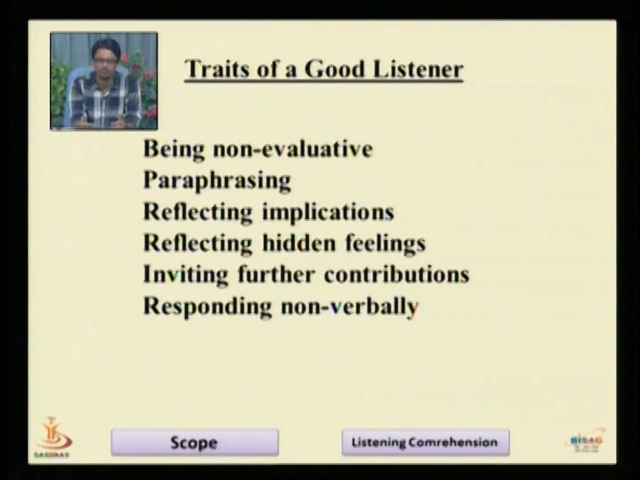 Traits of a Good Listener
Being non-evaluative
Paraphrasing
Reflecting implications
Reflecting hidden feelings
Inviting further contributions
Responding non-verbally
Scope
Listening Comrehension
BISAG